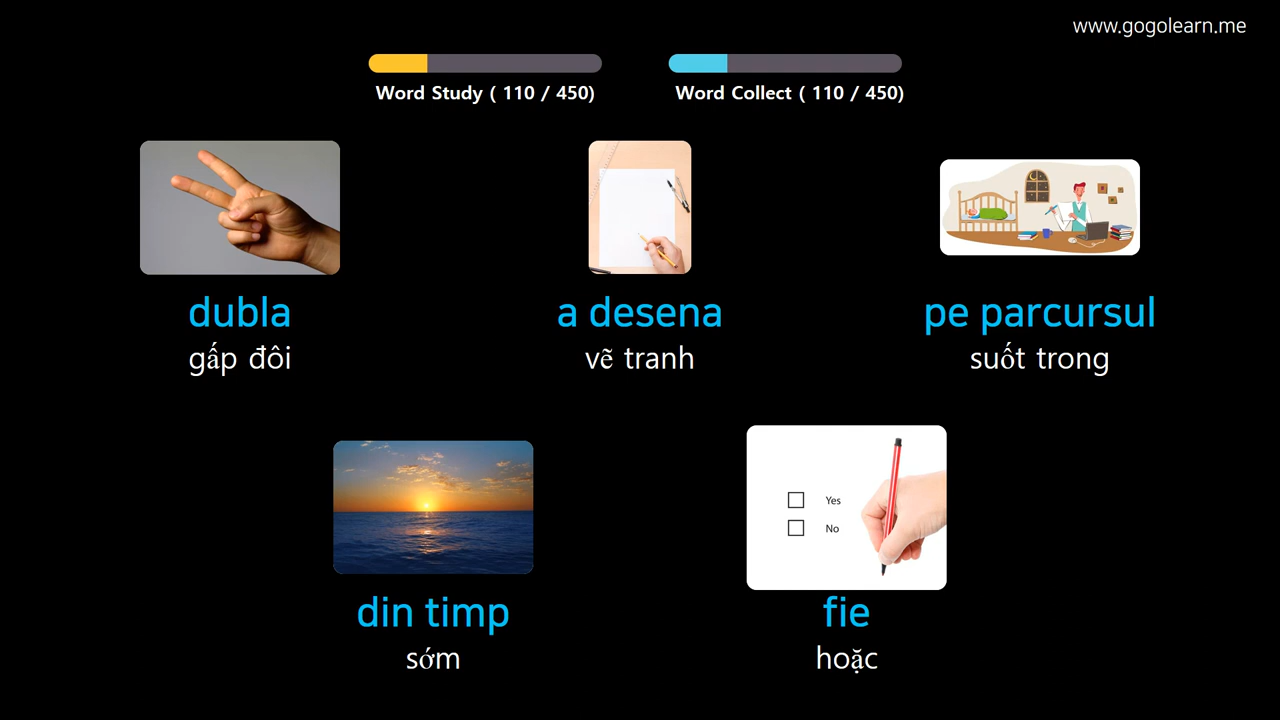 www.gogolearn.me
Word Study ( 110 / 450)
Word Collect ( 110 / 450)
dubla
gấp đôi
a desena
vẽ tranh
pe parcursul
suốt trong
din timp
sớm
Yes
No
fie
hoặc